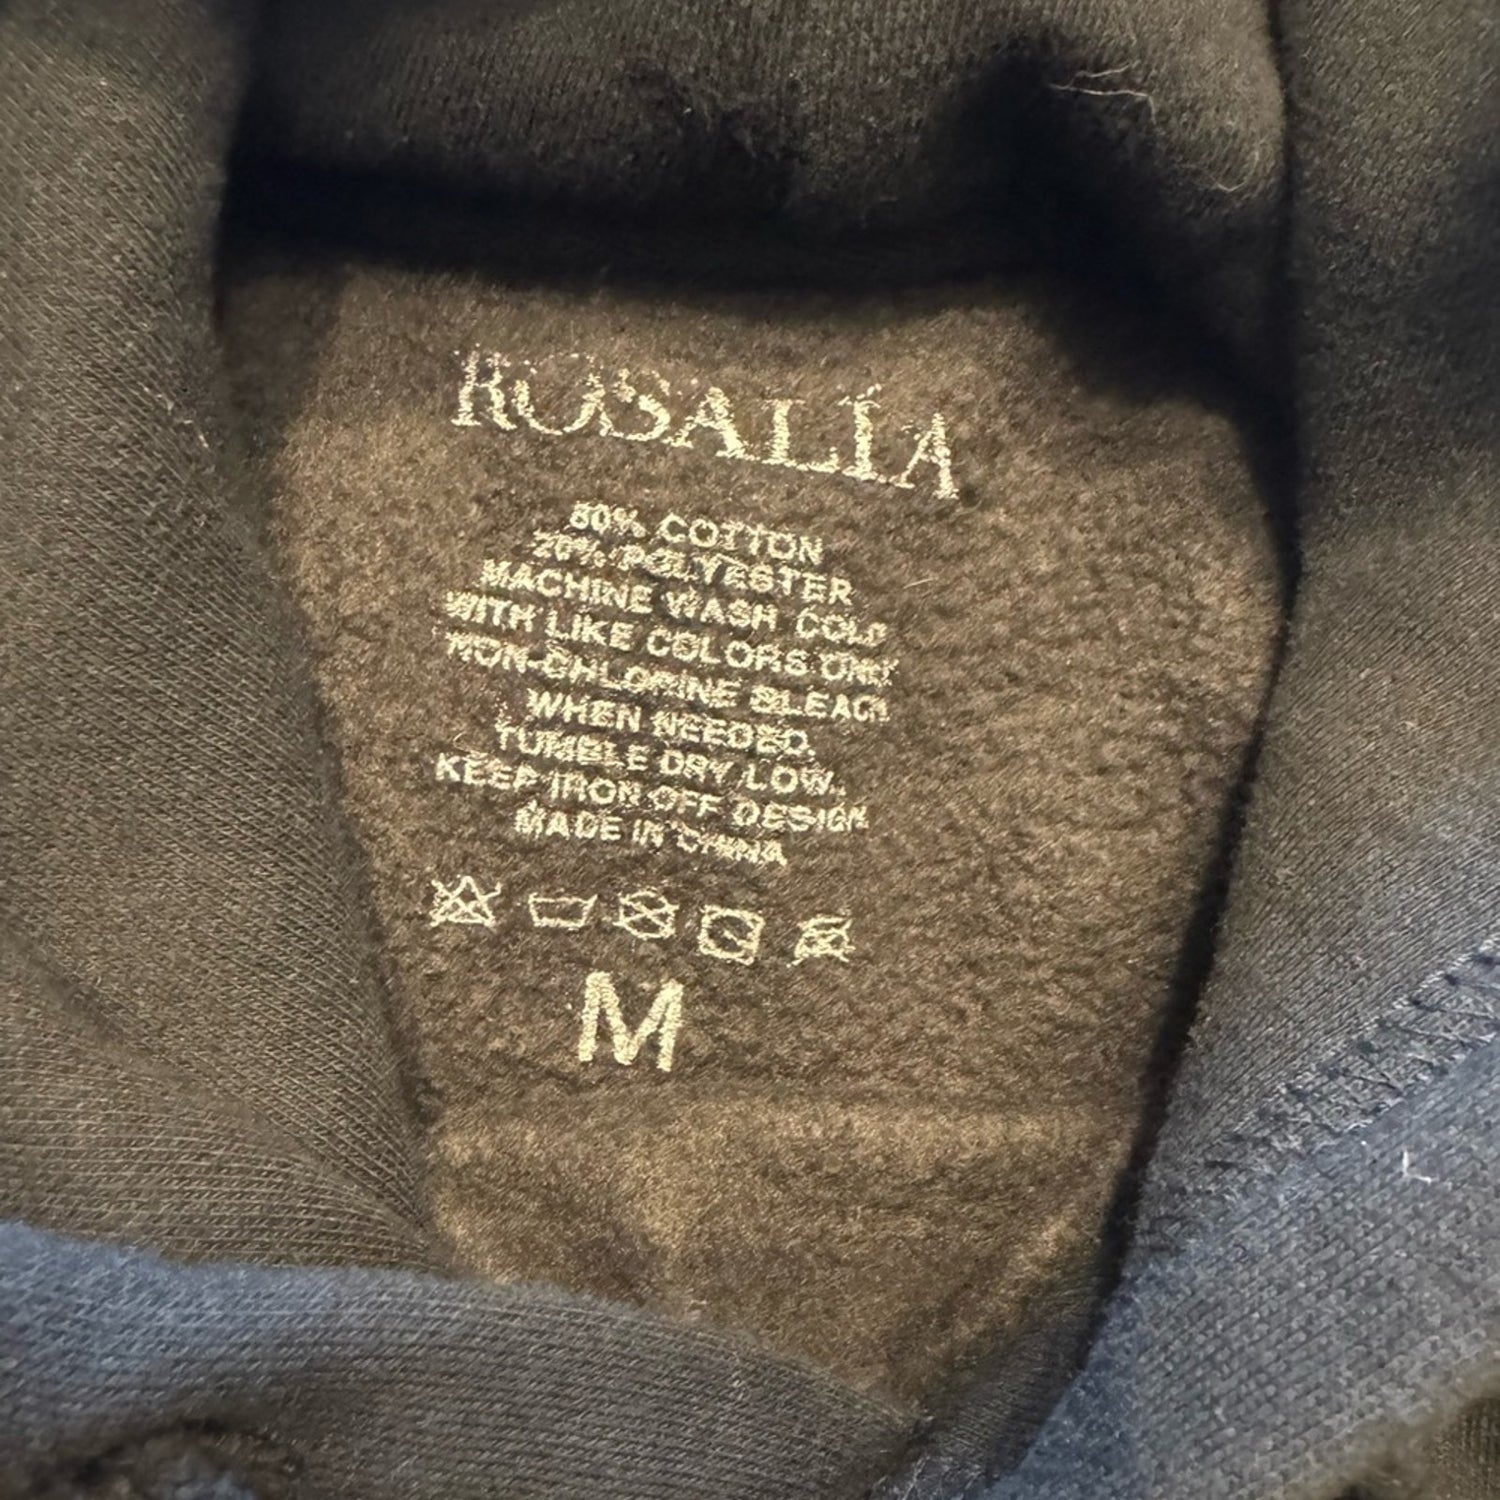 ROSALÍA
80% COTTON
20% POLYESTER
MACHINE WASH COLD
WITH LIKE COLORS ONLY
NON-CHLORINE BLEACH
WHEN NEEDED.
TUMBLE DRY LOW.
KEEP IRON OFF DESIGN
MADE IN CHINA
M